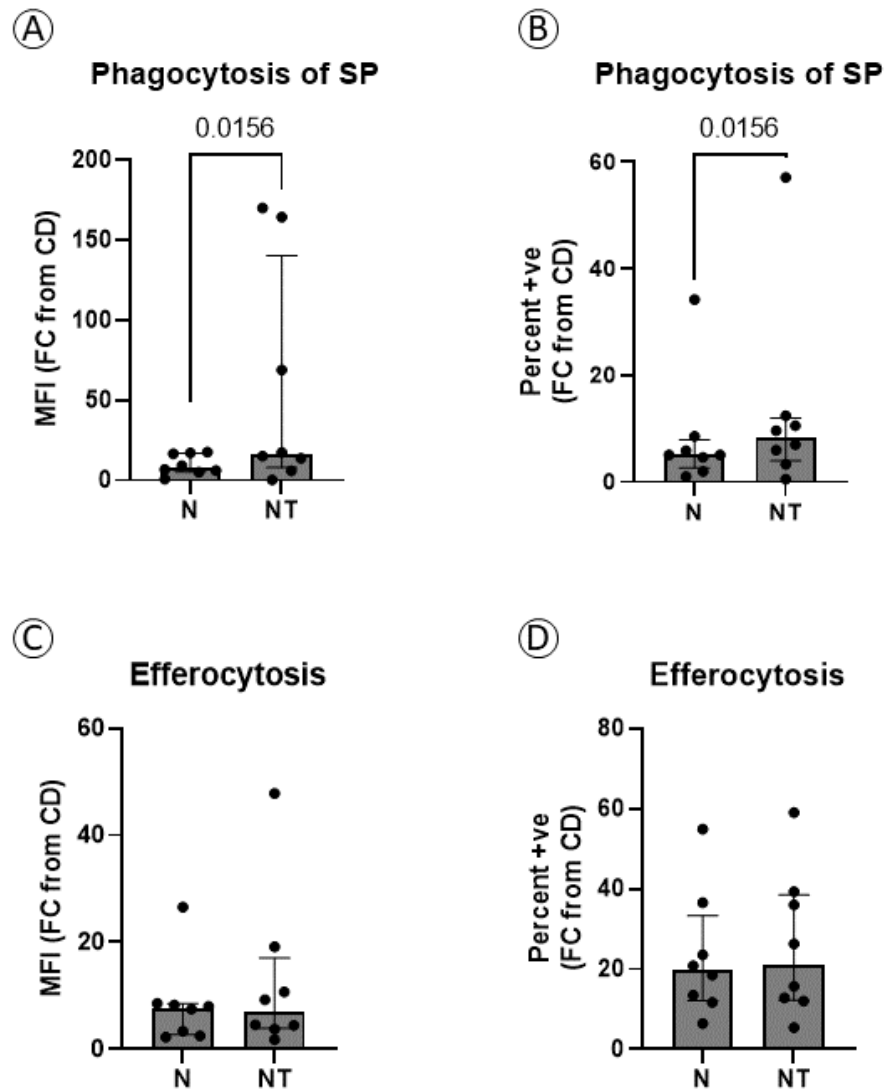 A
Phagocytosis of SP
0.0156
200
150
100
50
0
MFI (FC from CD)
N NT
B
Phagocytosis of SP
0.0156
60
40
20
0
Percent +ve
(FC from CD)
N NT
C
Efferocytosis
60
40
20
0
MFI (FC from CD)
N NT
D
Efferocytosis
80
60
40
20
0
Percent +ve
(FC from CD)
N NT